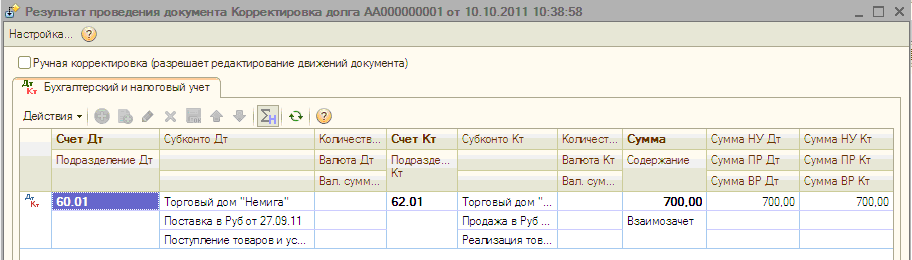 Результат проведения документа Корректировка долга АА000000001 от 10.10.2011 10:38:58
Настройка...
Ручная корректировка (разрешает редактирование движений документа)
Бухгалтерский и налоговый учет
Действия
Счет Дт Субконто Дт Количеств... Счет Кт Субконто Кт Количест... Сумма Сумма НУ Дт Сумма НУ Кт
Подразделение Дт Валюта Дт Подразде... Кт Валюта Кт Содержание Сумма ПР Дт Сумма ПР Кт
Вал. сумм... Вал. сум... Сумма ВР Дт Сумма ВР Кт
60.01 Торговый дом "Немига" 62.01 Торговый дом "... 700,00 700,00 700,00
Поставка в Руб от 27.09.11 Продажа в Руб ... Взаимозачет
Поступление товаров и ус... Реализация тов...